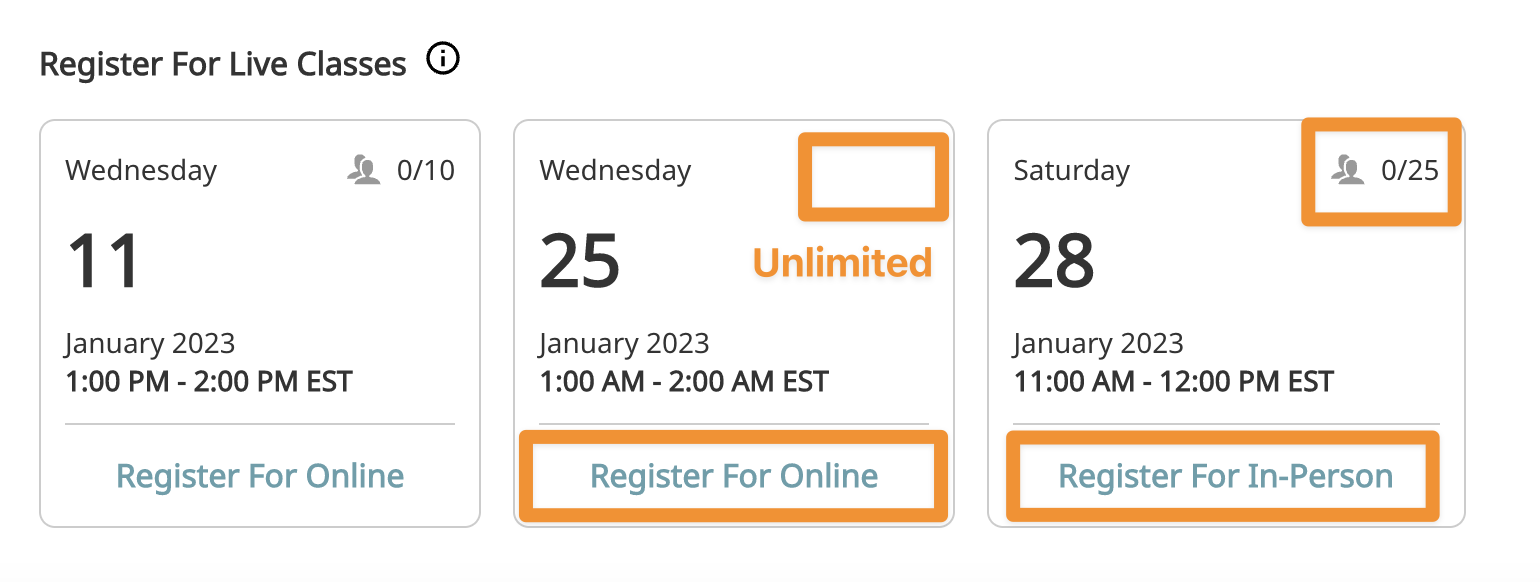 Register For Live Classes
Wednesday 0/10
11
January 2023
1:00 PM - 2:00 PM EST
Register For Online
Wednesday
25 Unlimited
January 2023
1:00 AM - 2:00 AM EST
Register For Online
Saturday 0/25
28
January 2023
11:00 AM - 12:00 PM EST
Register For In-Person